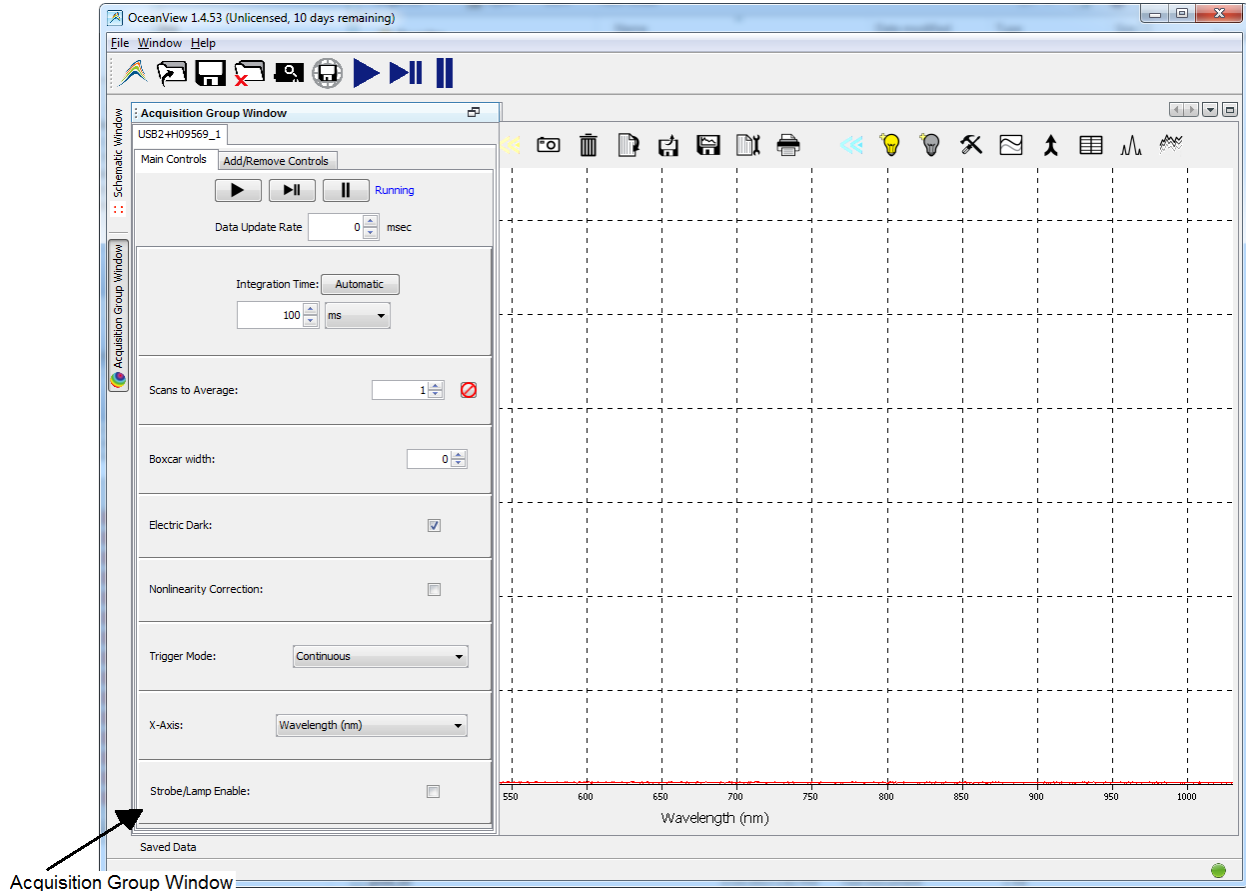 OceanView 1.4.53 (Unlicensed, 10 days remaining)
File Window Help
Schematic Window
Acquisition Group Window
Acquisition Group Window
USB2+H09569_1
Main Controls Add/Remove Controls
Running
Data Update Rate 0 msec
Integration Time: Automatic
100 ms
Scans to Average: 1
Boxcar width: 0
Electric Dark:
Nonlinearity Correction:
Trigger Mode: Continuous
X-Axis: Wavelength (nm)
Strobe/Lamp Enable:
550 600 650 700 750 800 850 900 950 1000
Wavelength (nm)
Saved Data
Acquisition Group Window